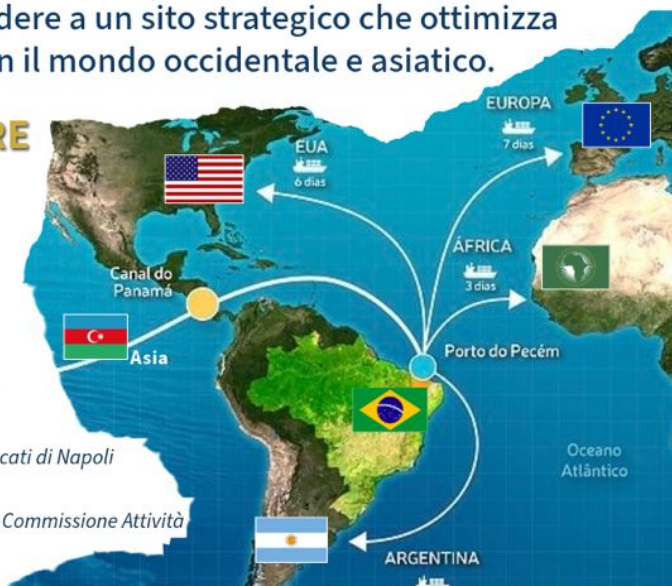 dere a un sito strategico che ottimizza
n il mondo occidentale e asiatico.
RE
EUROPA
7 dias
EUA
6 dias
ÁFRICA
3 dias
Canal do
Panamá
Asia
Porto do Pecém
cati di Napoli
Oceano
Atlântico
Commissione Attività
ARGENTINA